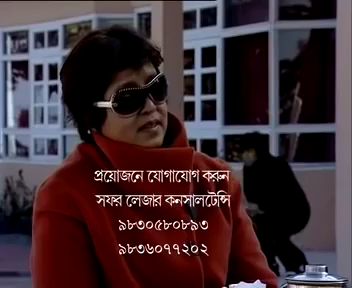 প্রয়োজনে যোগাযোগ করুন
সফর লেজার কনসালটেন্সি
৯৮৩০৫৮০৮৯৩
৯৮৩৬০৭৭২০২